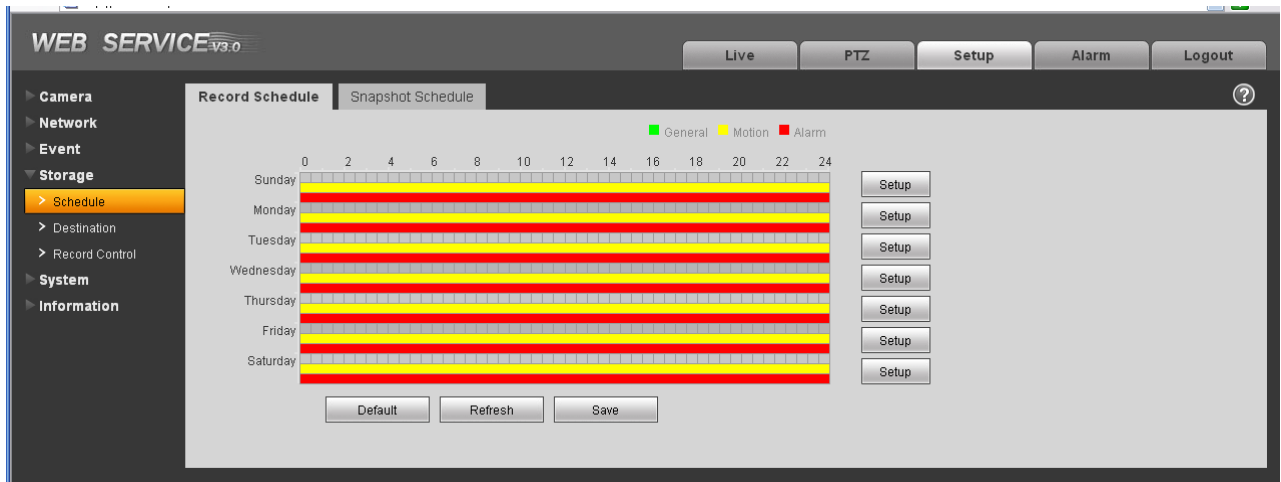 WEB SERVICE V3.0
Live PTZ Setup Alarm Logout
Camera
Network
Event
Storage
> Schedule
> Destination
> Record Control
System
Information
Record Schedule Snapshot Schedule ?
General Motion Alarm
0 2 4 6 8 10 12 14 16 18 20 22 24
Sunday Setup
Monday Setup
Tuesday Setup
Wednesday Setup
Thursday Setup
Friday Setup
Saturday Setup
Default Refresh Save